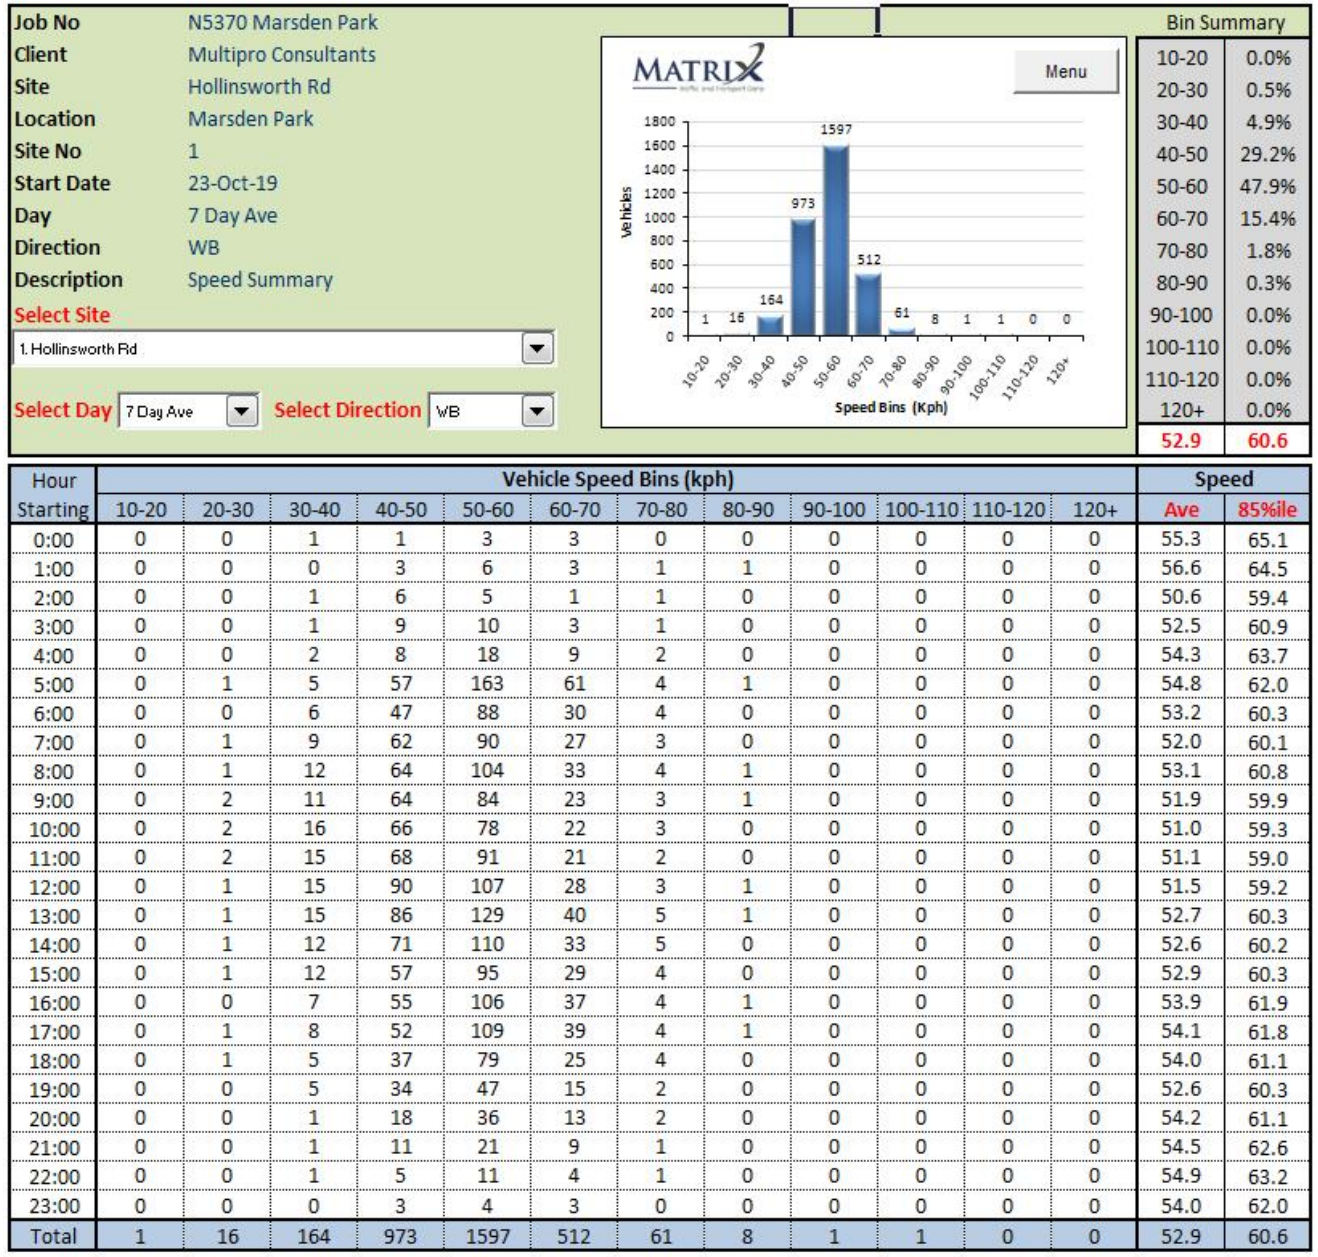 Job No N5370 Marsden Park
Client Multipro Consultants
Site Hollinsworth Rd
Location Marsden Park
Site No 1
Start Date 23-Oct-19
Day 7 Day Ave
Direction WB
Description Speed Summary
Select Site
1. Hollinsworth Rd
Select Day 7 Day Ave Select Direction WB
MATRIX
Menu
Vehicles
1800
1600
1400
1200
1000
800
600
400
200
0
1 16 164 973 1597 512 61 8 1 1 0 0
10-20 20-30 30-40 40-50 50-60 60-70 70-80 80-90 90-100 100-110 110-120 120+
Speed Bins (Kph)
Bin Summary
10-20 0.0%
20-30 0.5%
30-40 4.9%
40-50 29.2%
50-60 47.9%
60-70 15.4%
70-80 1.8%
80-90 0.3%
90-100 0.0%
100-110 0.0%
110-120 0.0%
120+ 0.0%
52.9 60.6
Hour Vehicle Speed Bins (kph) Speed
Starting 10-20 20-30 30-40 40-50 50-60 60-70 70-80 80-90 90-100 100-110 110-120 120+ Ave 85%ile
0:00 0 0 1 1 3 3 0 0 0 0 0 0 55.3 65.1
1:00 0 0 0 3 6 3 1 1 0 0 0 0 56.6 64.5
2:00 0 0 1 6 5 1 1 0 0 0 0 0 50.6 59.4
3:00 0 0 1 9 10 3 1 0 0 0 0 0 52.5 60.9
4:00 0 0 2 8 18 9 2 0 0 0 0 0 54.3 63.7
5:00 0 1 5 57 163 61 4 1 0 0 0 0 54.8 62.0
6:00 0 0 6 47 88 30 4 0 0 0 0 0 53.2 60.3
7:00 0 1 9 62 90 27 3 0 0 0 0 0 52.0 60.1
8:00 0 1 12 64 104 33 4 1 0 0 0 0 53.1 60.8
9:00 0 2 11 64 84 23 3 1 0 0 0 0 51.9 59.9
10:00 0 2 16 66 78 22 3 0 0 0 0 0 51.0 59.3
11:00 0 2 15 68 91 21 2 0 0 0 0 0 51.1 59.0
12:00 0 1 15 90 107 28 3 1 0 0 0 0 51.5 59.2
13:00 0 1 15 86 129 40 5 1 0 0 0 0 52.7 60.3
14:00 0 1 12 71 110 33 5 0 0 0 0 0 52.6 60.2
15:00 0 1 12 57 95 29 4 0 0 0 0 0 52.9 60.3
16:00 0 0 7 55 106 37 4 1 0 0 0 0 53.9 61.9
17:00 0 1 8 52 109 39 4 1 0 0 0 0 54.1 61.8
18:00 0 1 5 37 79 25 4 0 0 0 0 0 54.0 61.1
19:00 0 0 5 34 47 15 2 0 0 0 0 0 52.6 60.3
20:00 0 0 1 18 36 13 2 0 0 0 0 0 54.2 61.1
21:00 0 0 1 11 21 9 1 0 0 0 0 0 54.5 62.6
22:00 0 0 1 5 11 4 1 0 0 0 0 0 54.9 63.2
23:00 0 0 0 3 4 3 0 0 0 0 0 0 54.0 62.0
Total 1 16 164 973 1597 512 61 8 1 1 0 0 52.9 60.6